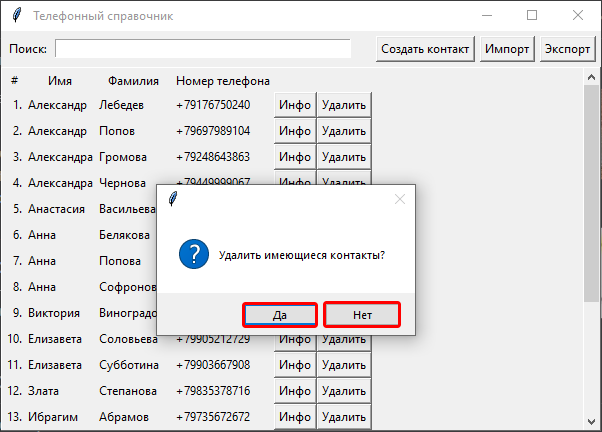 Телефонный справочник
Поиск: Создать контакт Импорт Экспорт
# Имя Фамилия Номер телефона
1. Александр Лебедев +79176750240 Инфо Удалить
2. Александр Попов +79697989104 Инфо Удалить
3. Александра Громова +79248643863 Инфо Удалить
4. Александра Чернова +79449999067 Инфо Удалить
5. Анастасия Васильева
6. Анна Белякова
Удалить имеющиеся контакты?
7. Анна Попова
8. Анна Софронов
9. Виктория Виноградо
Да Нет
10. Елизавета Соловьева +79905212729 Инфо Удалить
11. Елизавета Субботина +79903667908 Инфо Удалить
12. Злата Степанова +79835378716 Инфо Удалить
13. Ибрагим Абрамов +79735672672 Инфо Удалить